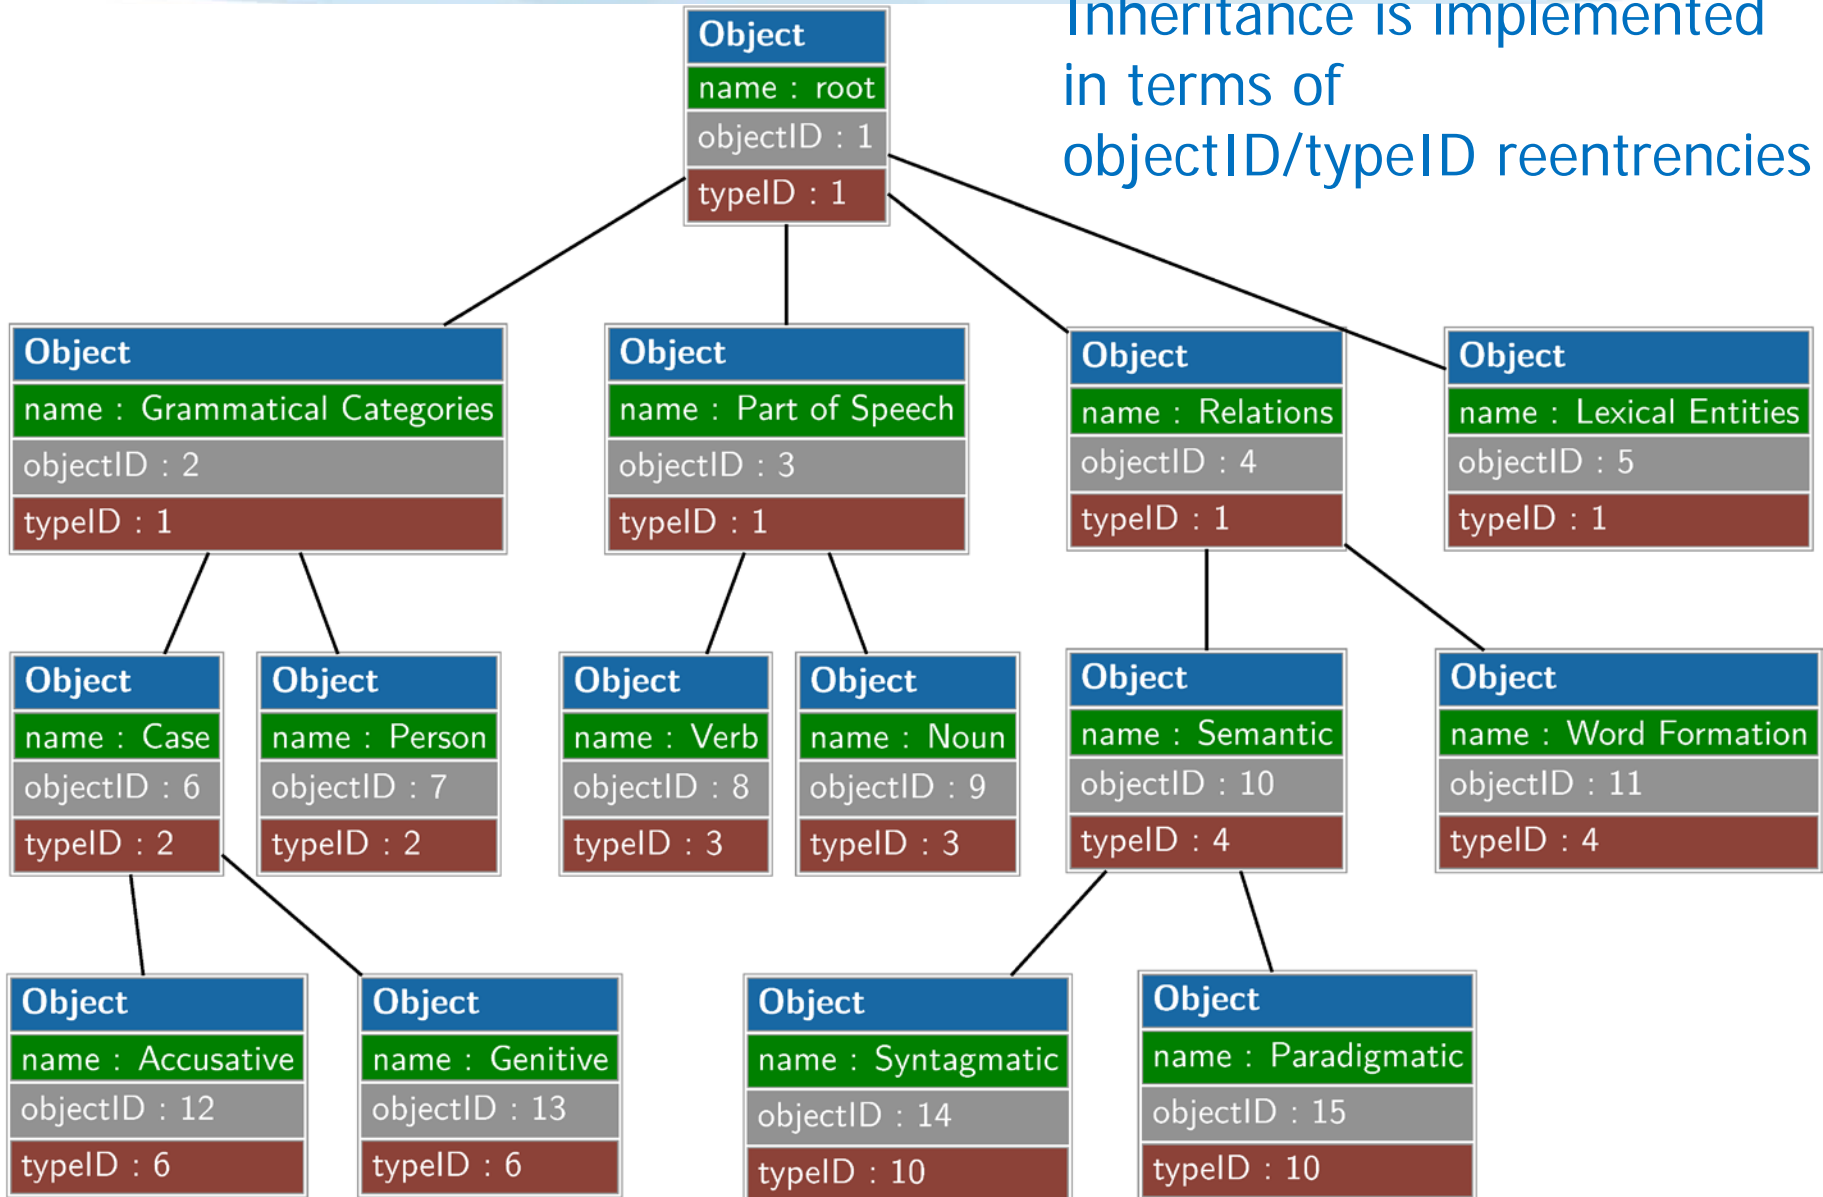 Inheritance is implemented
in terms of
objectID/typeID reentrencies
Object
name : root
objectID : 1
typeID : 1
Object
name : Grammatical Categories
objectID : 2
typeID : 1
Object
name : Part of Speech
objectID : 3
typeID : 1
Object
name : Relations
objectID : 4
typeID : 1
Object
name : Lexical Entities
objectID : 5
typeID : 1
Object
name : Case
objectID : 6
typeID : 2
Object
name : Person
objectID : 7
typeID : 2
Object
name : Verb
objectID : 8
typeID : 3
Object
name : Noun
objectID : 9
typeID : 3
Object
name : Semantic
objectID : 10
typeID : 4
Object
name : Word Formation
objectID : 11
typeID : 4
Object
name : Accusative
objectID : 12
typeID : 6
Object
name : Genitive
objectID : 13
typeID : 6
Object
name : Syntagmatic
objectID : 14
typeID : 10
Object
name : Paradigmatic
objectID : 15
typeID : 10